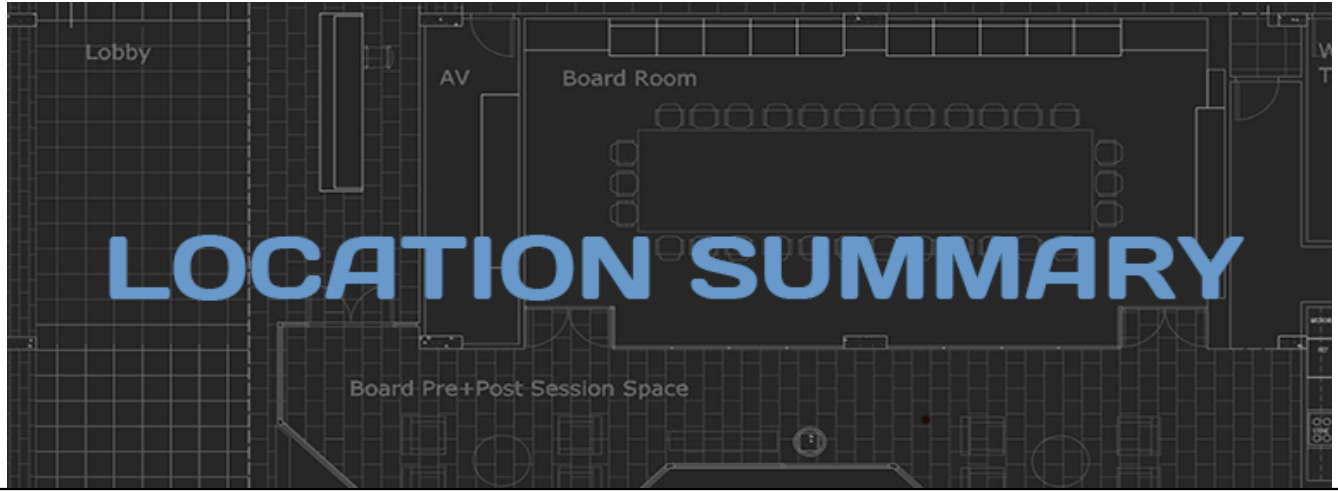 Lobby
AV
Board Room
W
T
LOCATION SUMMARY
Board Pre+Post Session Space